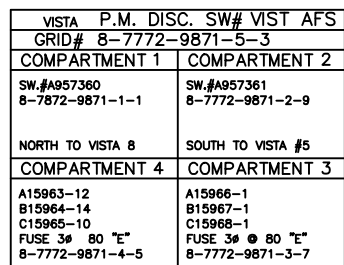 VISTA P.M. DISC. SW# VIST AFS
GRID# 8-7772-9871-5-3
COMPARTMENT 1
SW.#A957360
8-7872-9871-1-1
NORTH TO VISTA 8
COMPARTMENT 2
SW.#A957361
8-7772-9871-2-9
SOUTH TO VISTA #5
COMPARTMENT 4
A15963-12
B15964-14
C15965-10
FUSE 3ø 80 "E"
8-7772-9871-4-5
COMPARTMENT 3
A15966-1
B15967-1
C15968-1
FUSE 3ø @ 80 "E"
8-7772-9871-3-7